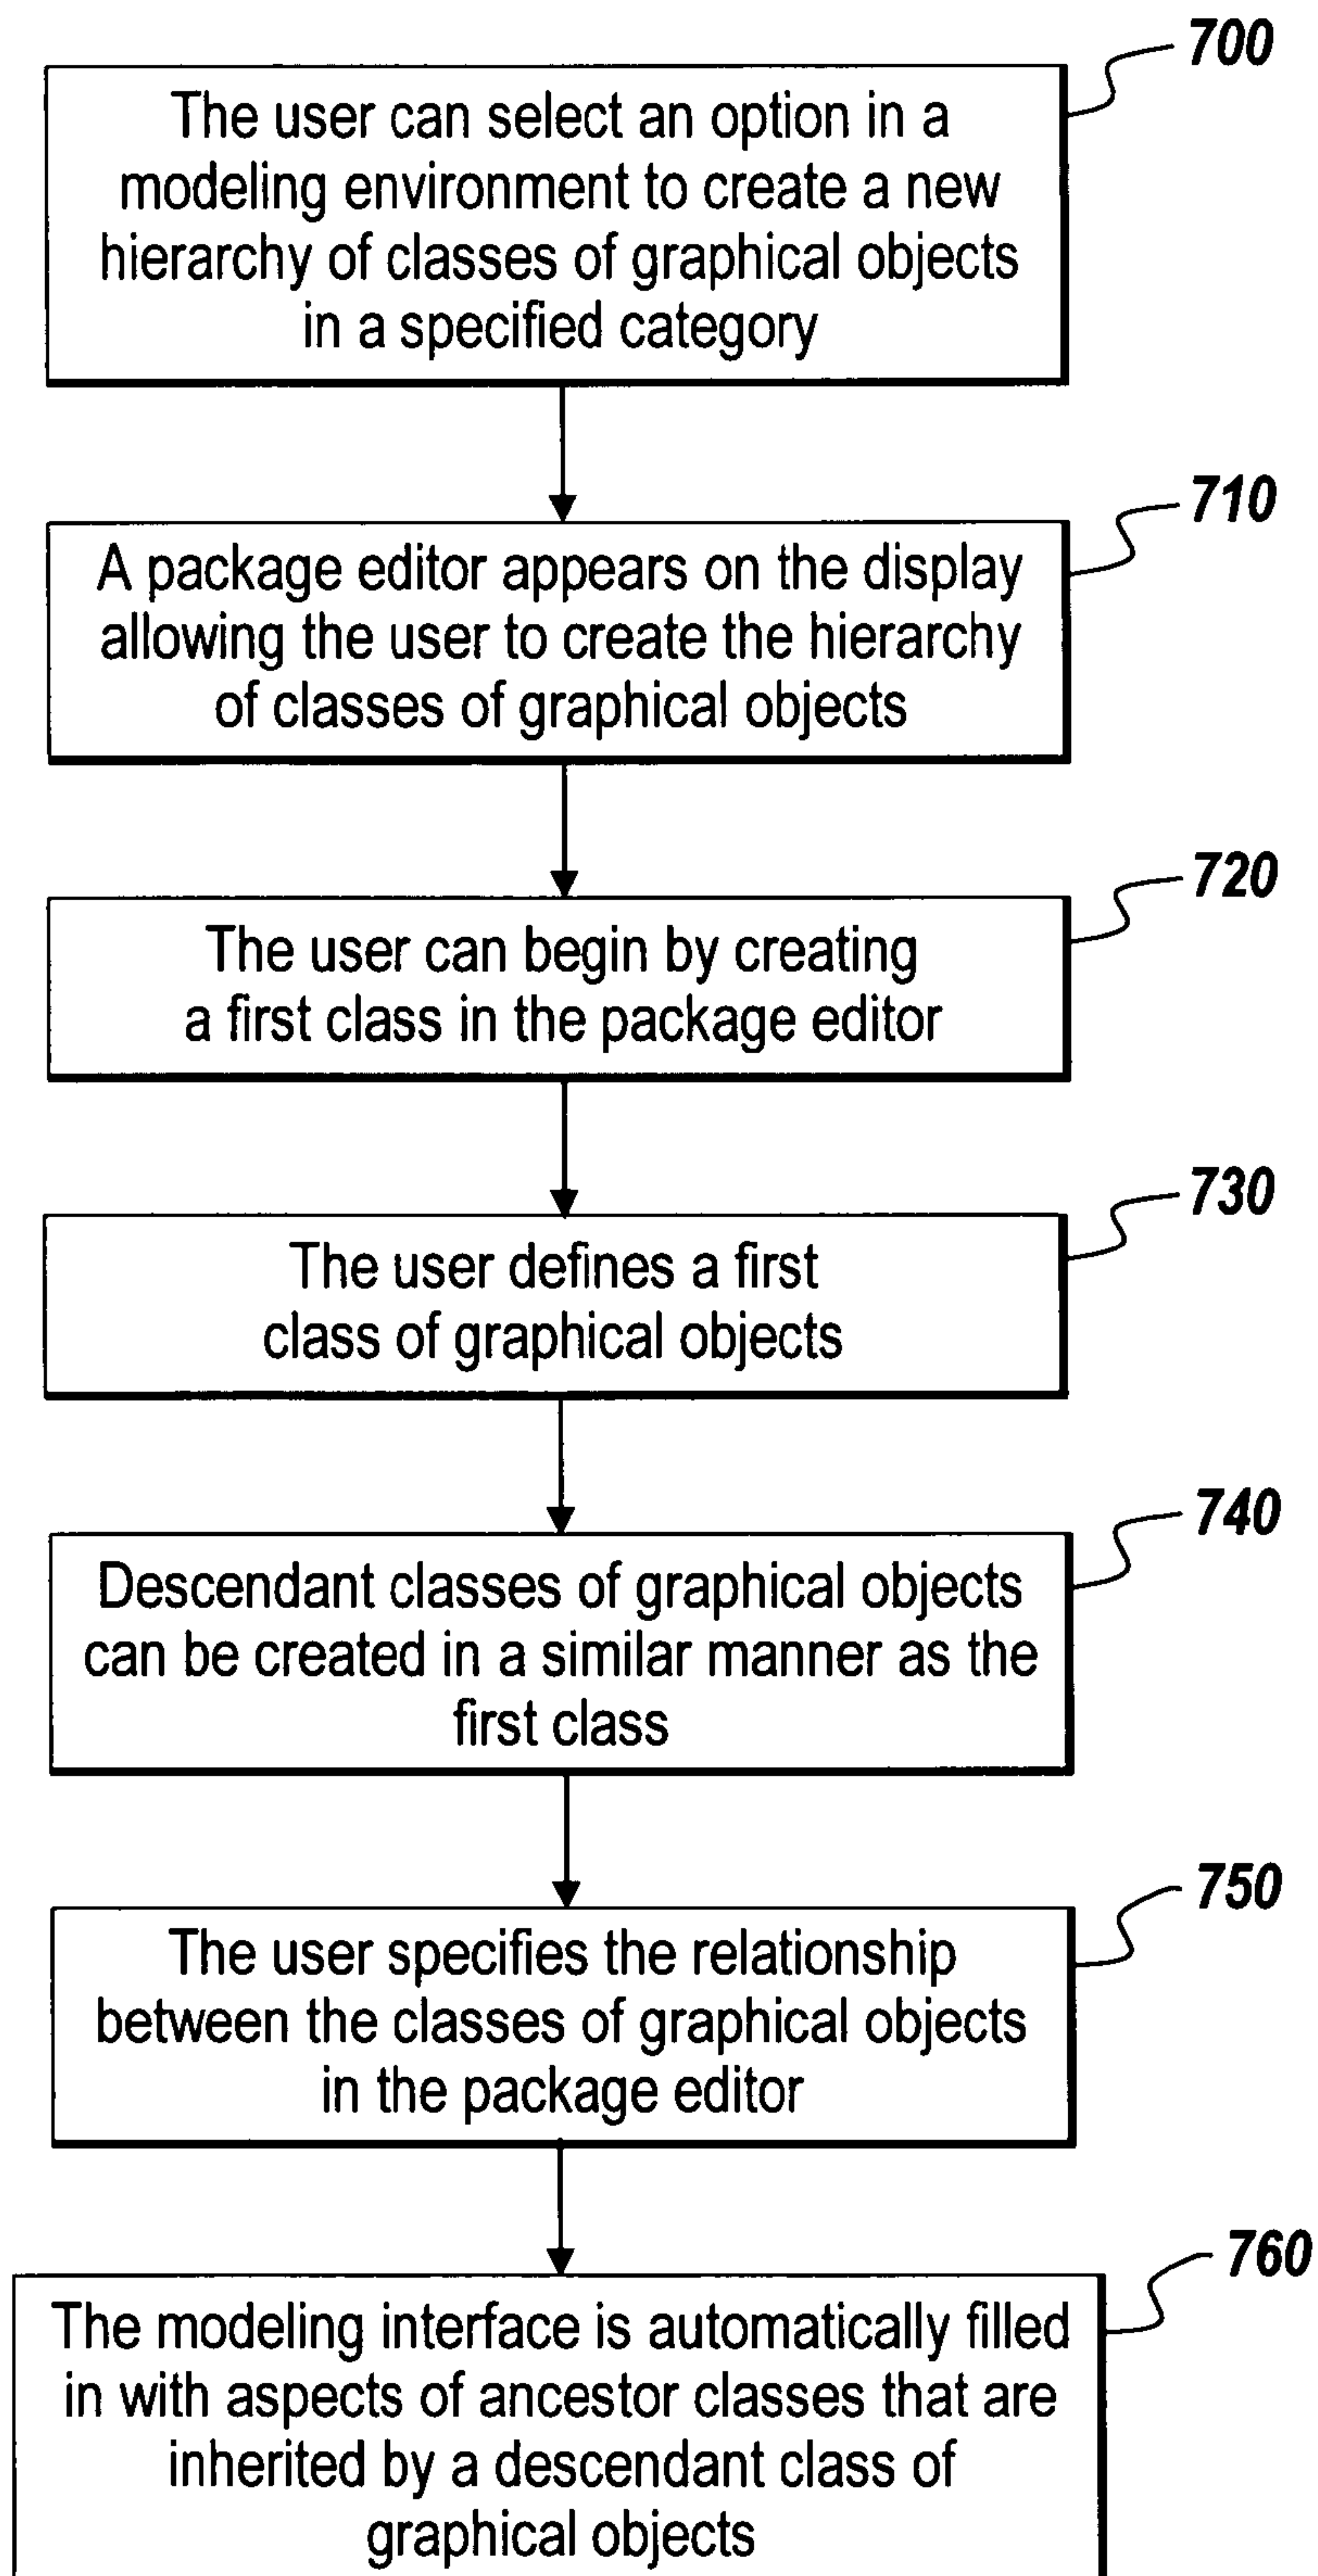 700
The user can select an option in a
modeling environment to create a new
hierarchy of classes of graphical objects
in a specified category
710
A package editor appears on the display
allowing the user to create the hierarchy
of classes of graphical objects
720
The user can begin by creating
a first class in the package editor
730
The user defines a first
class of graphical objects
740
Descendant classes of graphical objects
can be created in a similar manner as the
first class
750
The user specifies the relationship
between the classes of graphical objects
in the package editor
760
The modeling interface is automatically filled
in with aspects of ancestor classes that are
inherited by a descendant class of
graphical objects